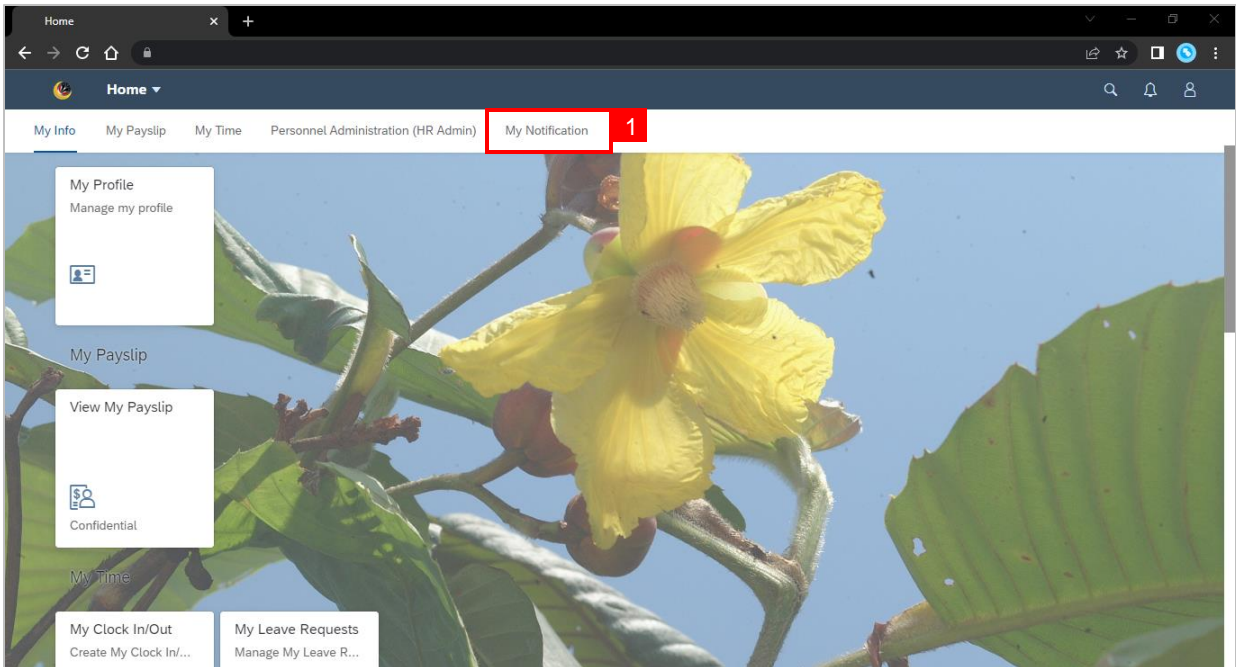 Home
Home
My Info My Payslip My Time Personnel Administration (HR Admin) My Notification 1
My Profile
Manage my profile
My Payslip
View My Payslip
Confidential
My Time
My Clock In/Out
Create My Clock In/...
My Leave Requests
Manage My Leave R...